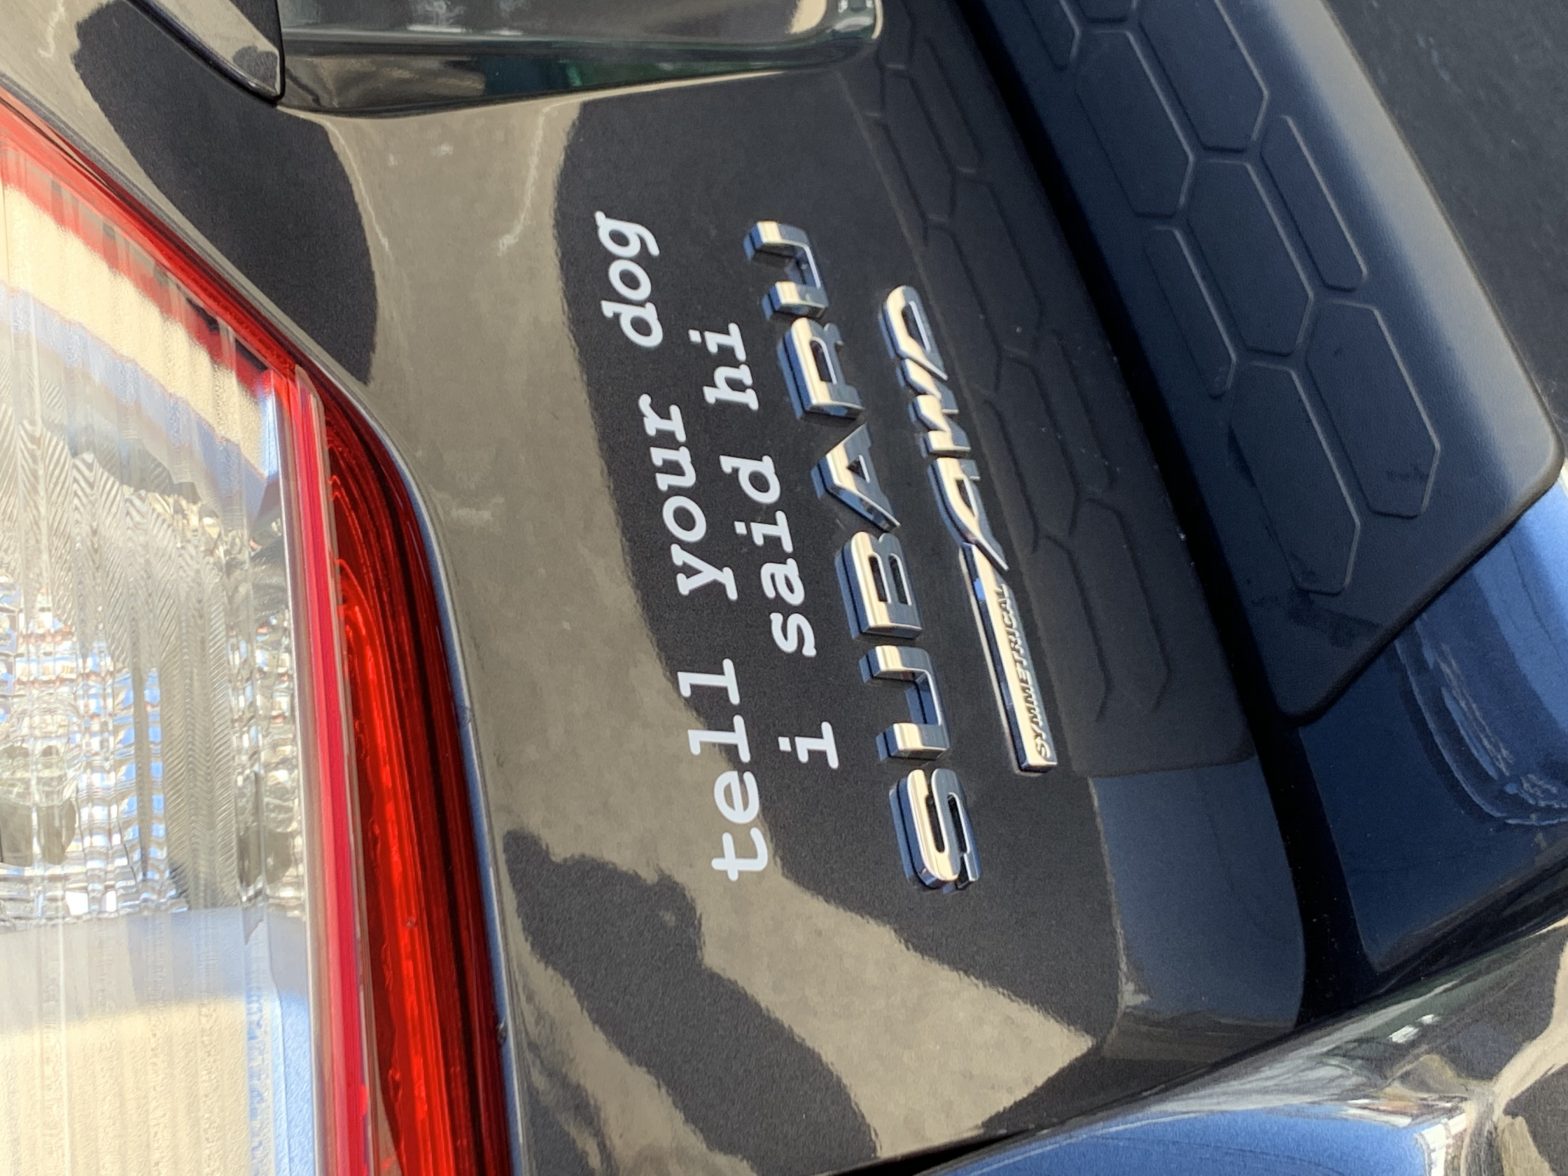 tell your dog
i said hi
SUBARU
AWD
SYMMETRICAL